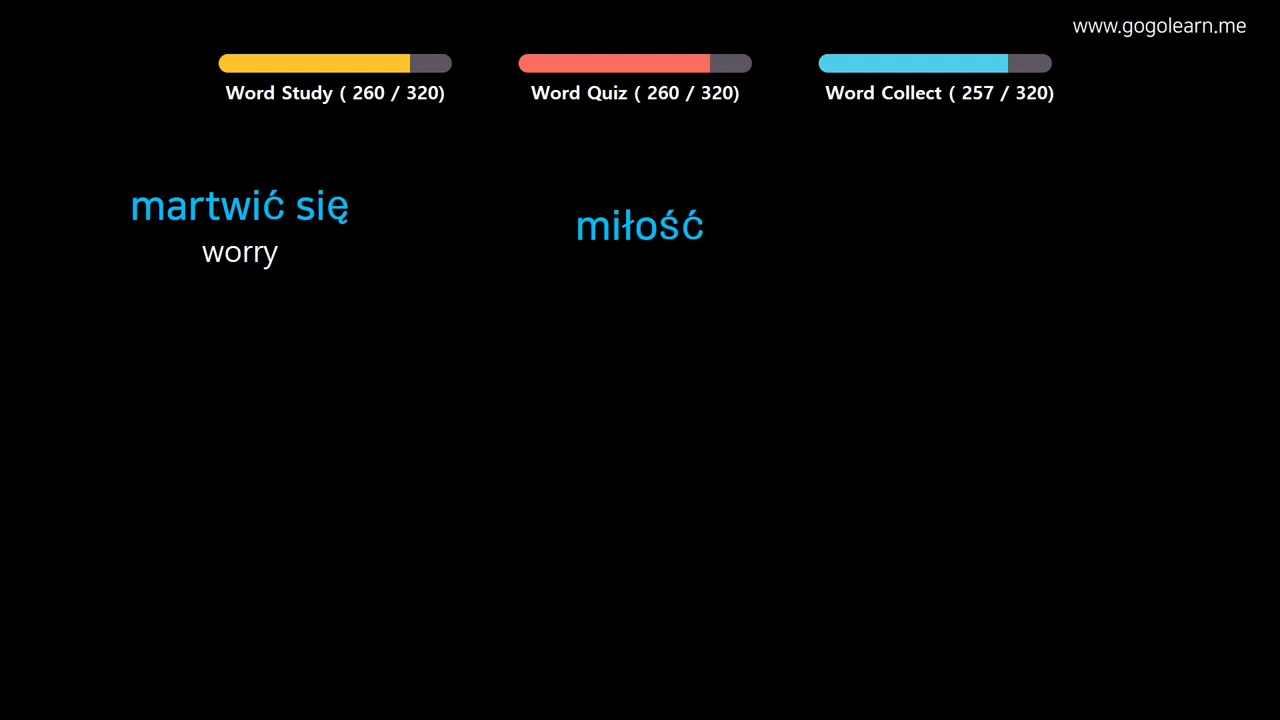 www.gogolearn.me
Word Study ( 260 / 320)
Word Quiz ( 260 / 320)
Word Collect ( 257 / 320)
martwić się
worry
miłość